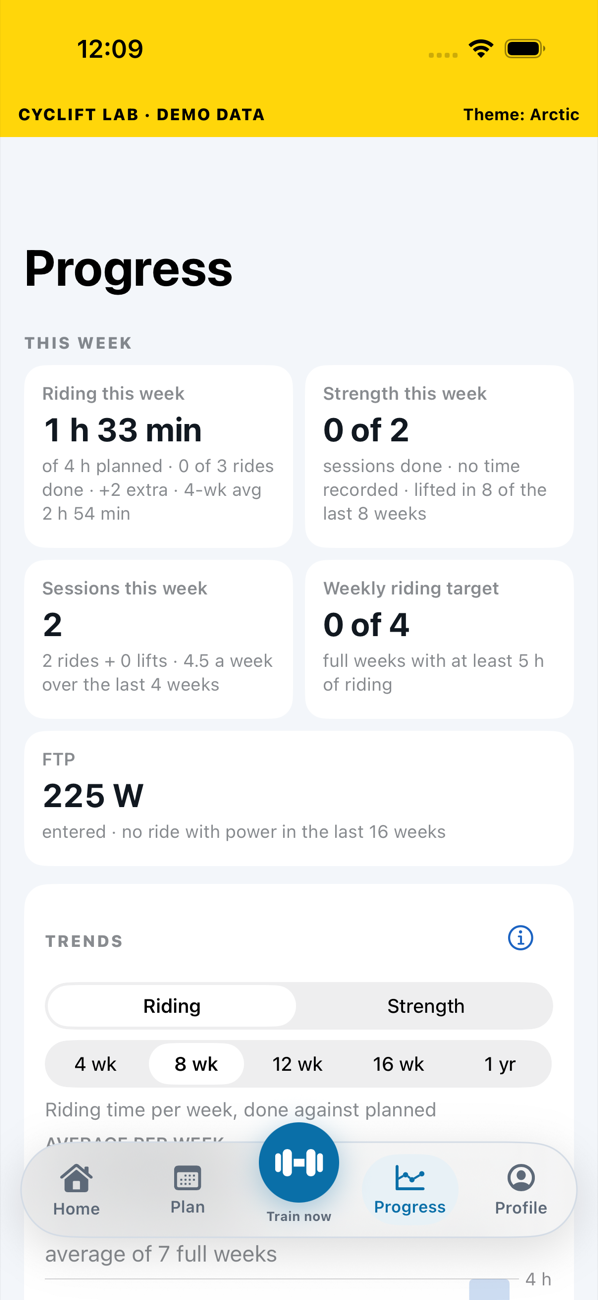 12:09
CYCLIFT LAB · DEMO DATA
Theme: Arctic
Progress
THIS WEEK
Riding this week
1 h 33 min
of 4 h planned · 0 of 3 rides
done · +2 extra · 4-wk avg
2 h 54 min
Strength this week
0 of 2
sessions done · no time
recorded · lifted in 8 of the
last 8 weeks
Sessions this week
2
2 rides + 0 lifts · 4.5 a week
over the last 4 weeks
Weekly riding target
0 of 4
full weeks with at least 5 h
of riding
FTP
225 W
entered · no ride with power in the last 16 weeks
TRENDS
Riding
Strength
4 wk
8 wk
12 wk
16 wk
1 yr
Riding time per week, done against planned
AVERAGE PER WEEK
Home
Plan
Train now
Progress
Profile
average of 7 full weeks
4 h